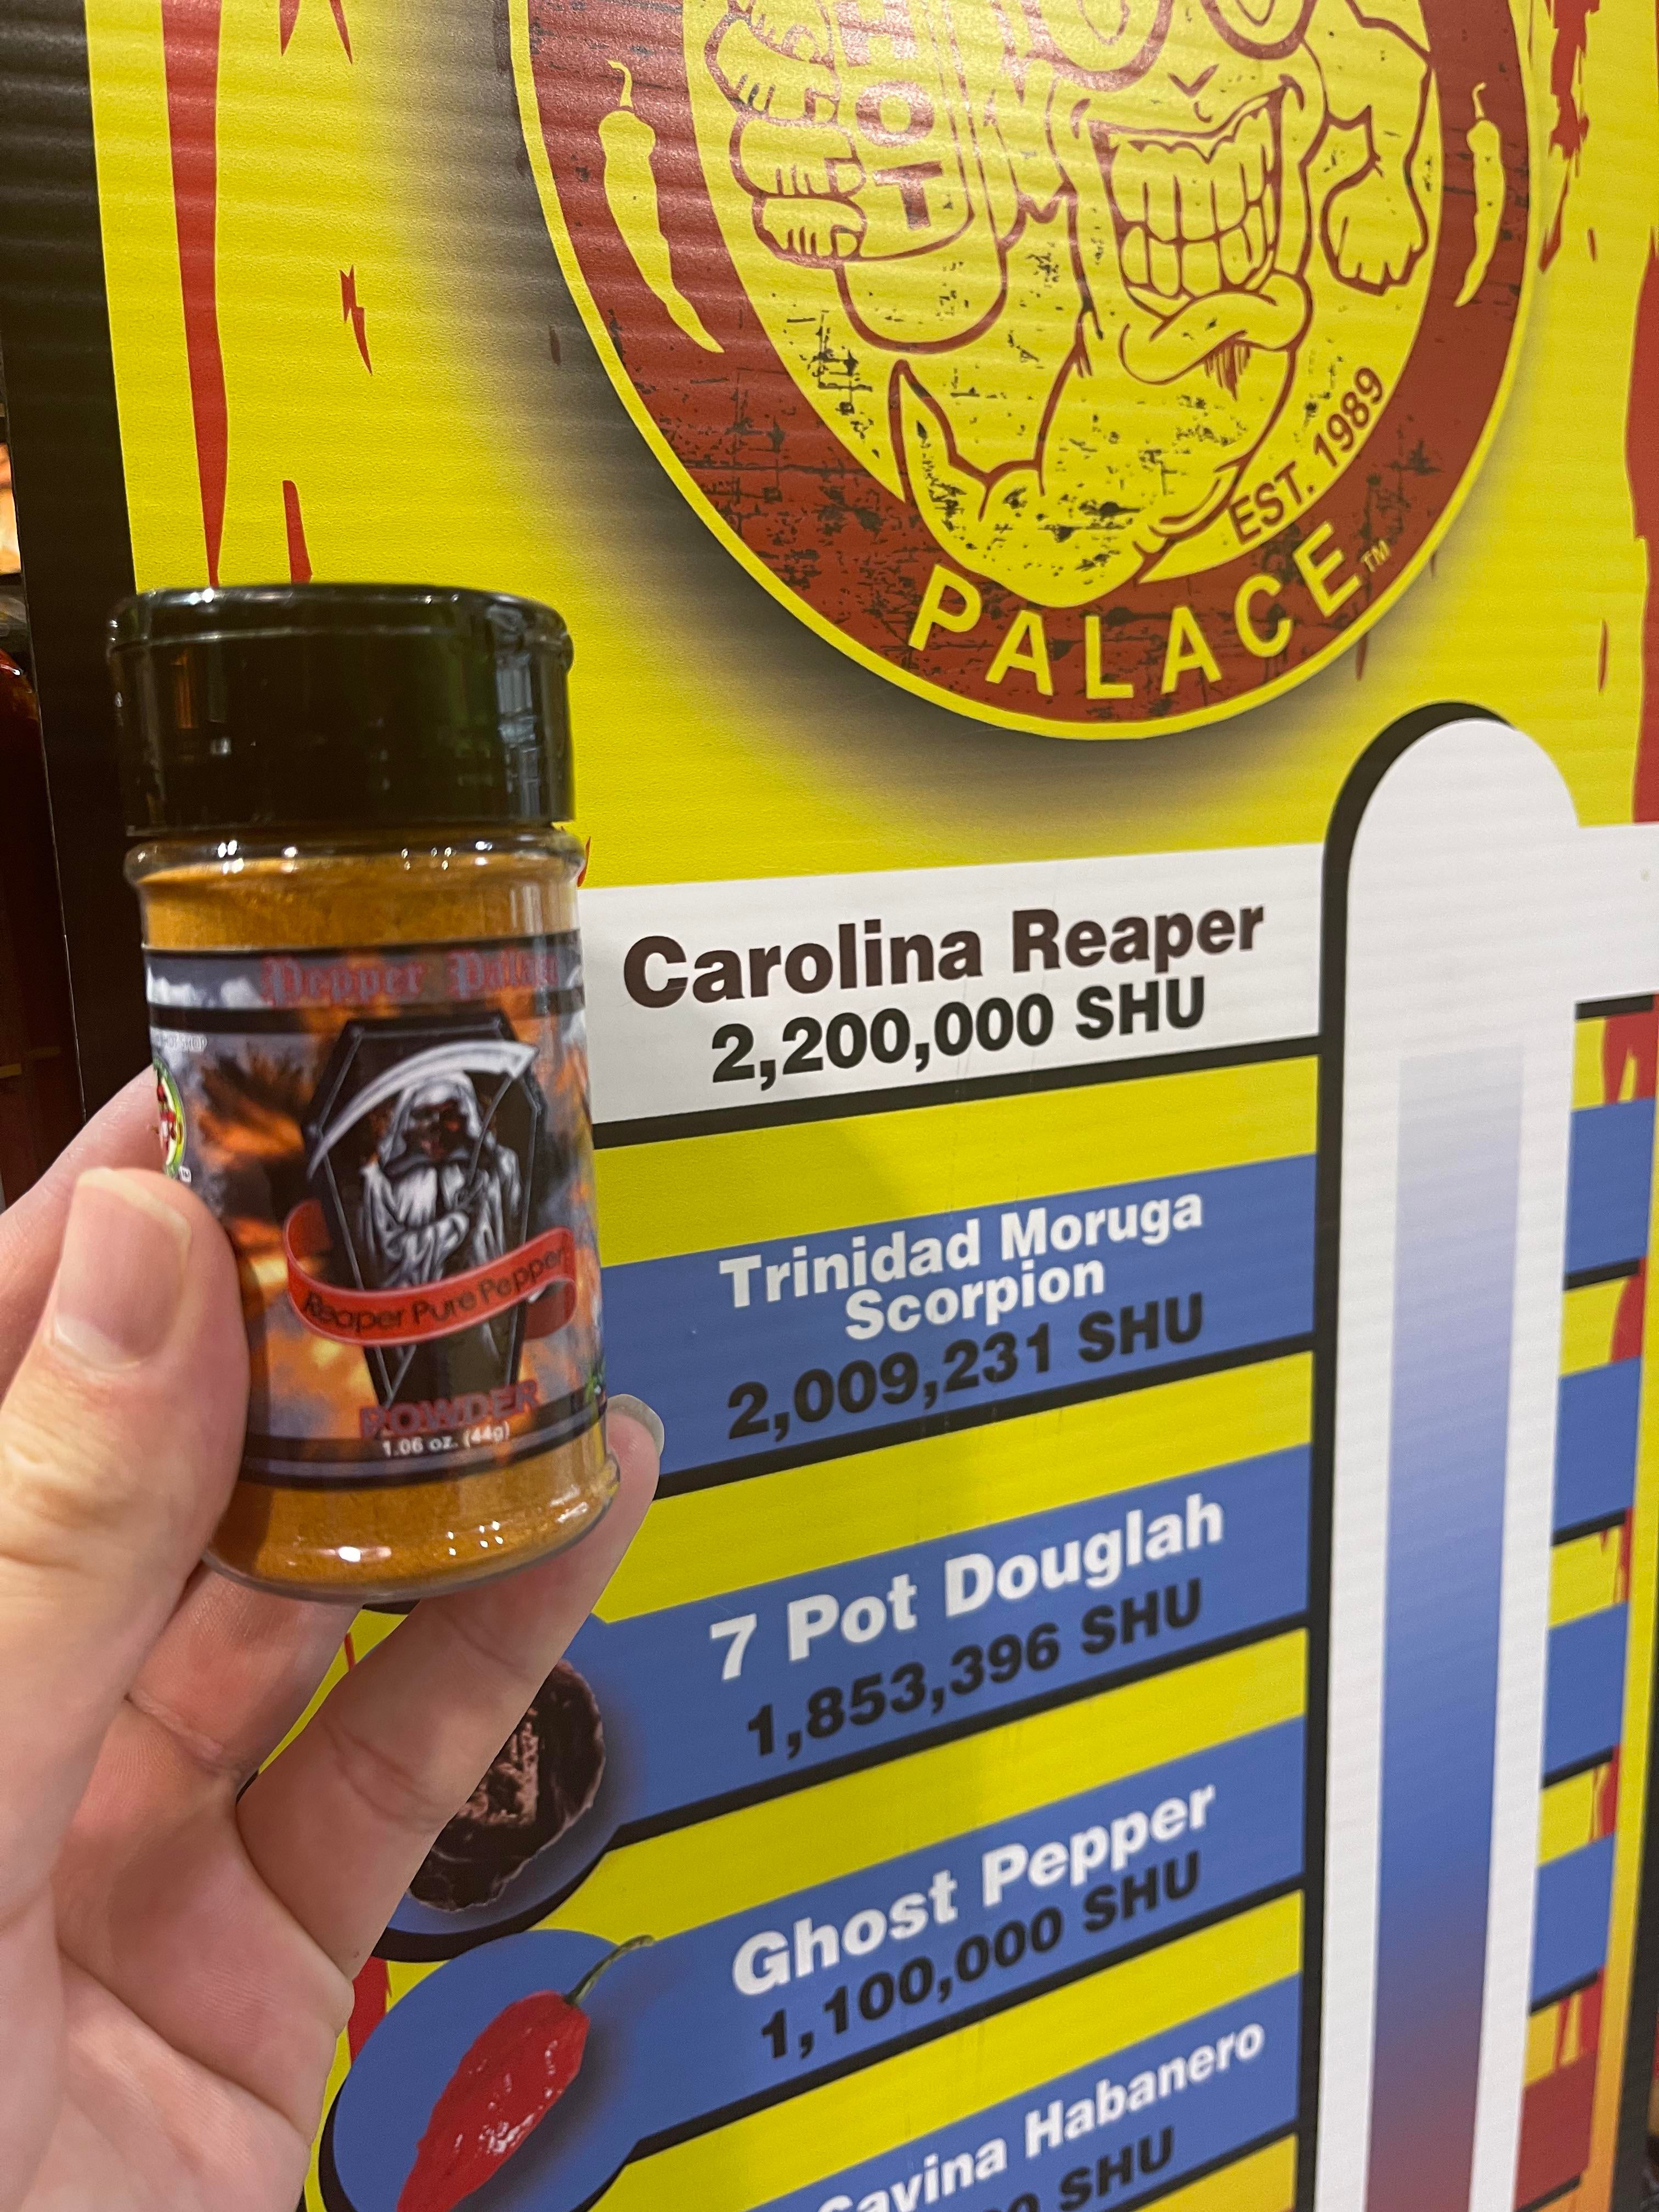 HOT
EST. 1989
PALACE™
Carolina Reaper
2,200,000 SHU
Pepper Palace
Reaper Pure Pepper
POWDER
1.06 oz. (44g)
Trinidad Moruga
Scorpion
2,009,231 SHU
7 Pot Douglah
1,853,396 SHU
Ghost Pepper
1,100,000 SHU
Savina Habanero
SHU